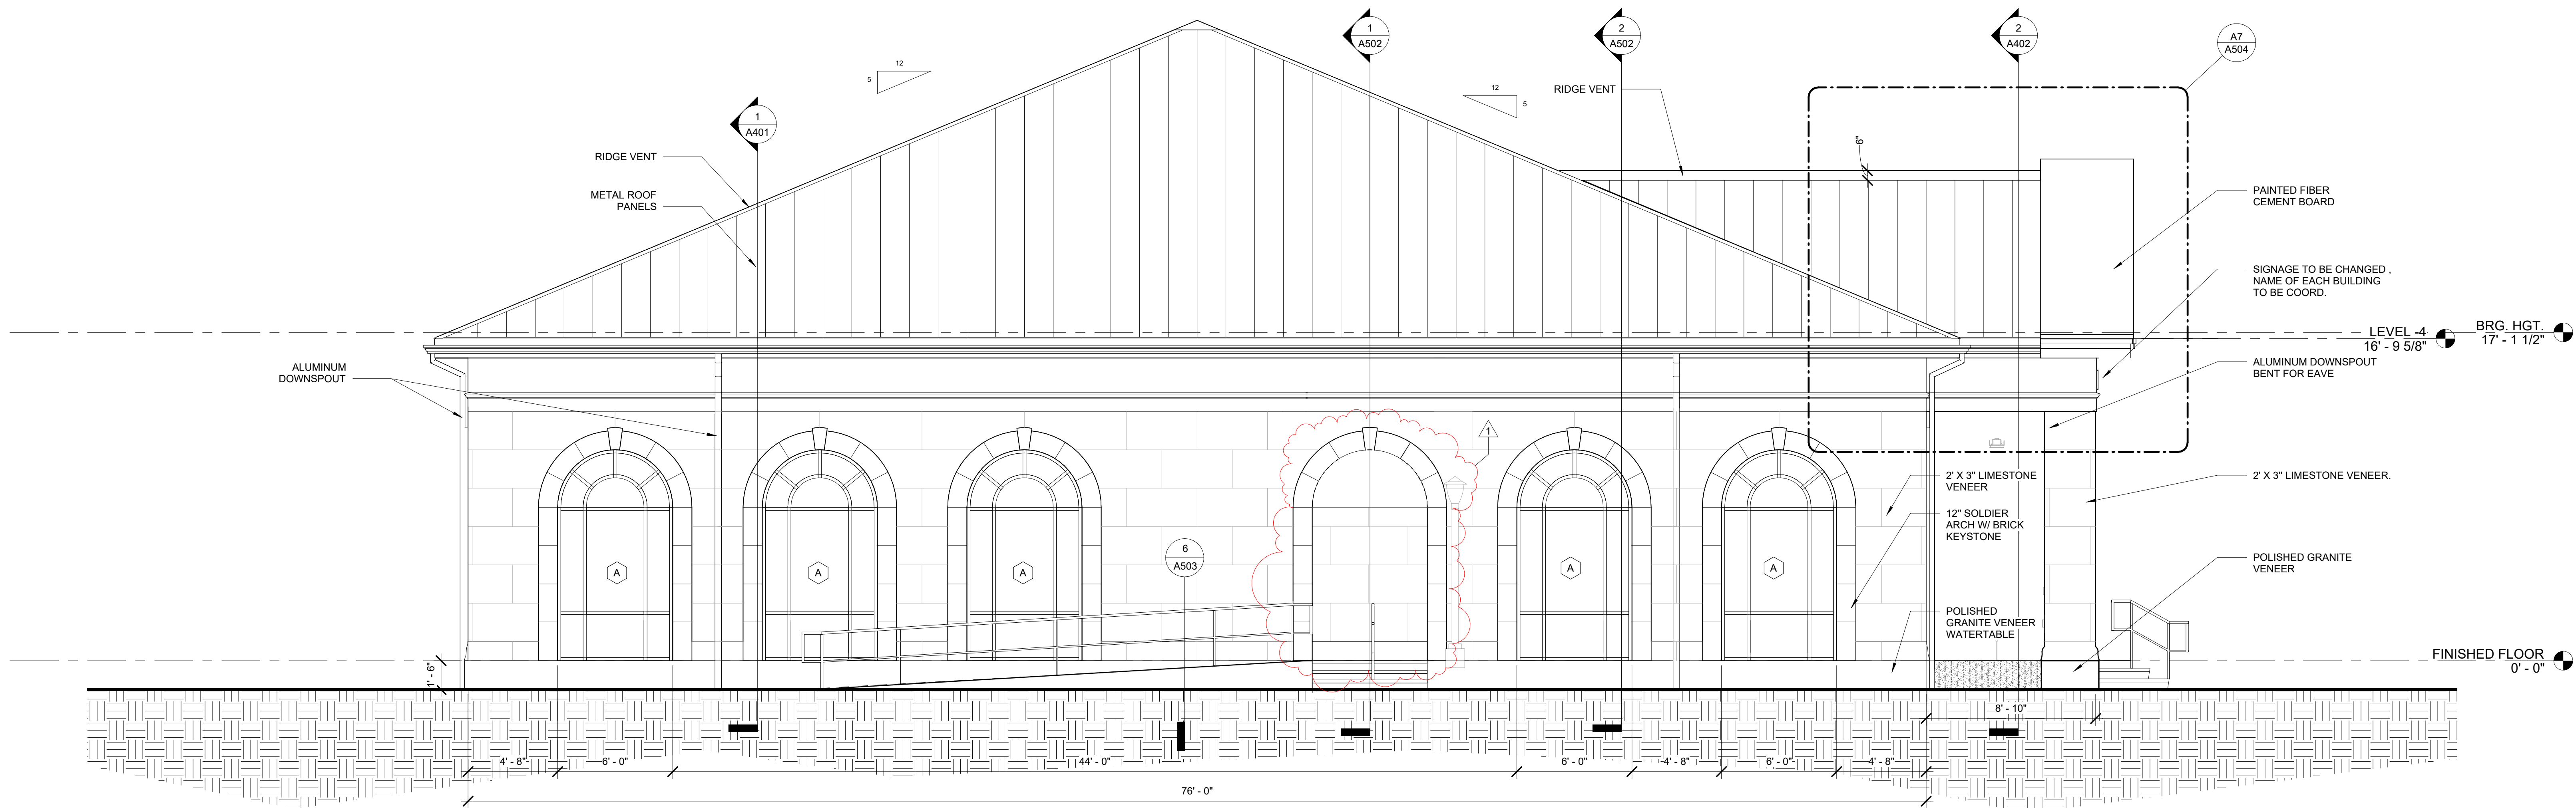 1
A502
2
A502
2
A402
A7
A504
12
5
12
5
RIDGE VENT
1
A401
6"
RIDGE VENT
METAL ROOF
PANELS
PAINTED FIBER
CEMENT BOARD
SIGNAGE TO BE CHANGED ,
NAME OF EACH BUILDING
TO BE COORD.
LEVEL -4
16' - 9 5/8"
BRG. HGT.
17' - 1 1/2"
ALUMINUM
DOWNSPOUT
ALUMINUM DOWNSPOUT
BENT FOR EAVE
1
2' X 3" LIMESTONE
VENEER
2' X 3" LIMESTONE VENEER.
12" SOLDIER
ARCH W/ BRICK
KEYSTONE
6
A503
A
A
A
A
A
POLISHED GRANITE
VENEER
POLISHED
GRANITE VENEER
WATERTABLE
1' - 6"
FINISHED FLOOR
0' - 0"
8' - 10"
4' - 8"
6' - 0"
44' - 0"
6' - 0"
4' - 8"
6' - 0"
4' - 8"
76' - 0"